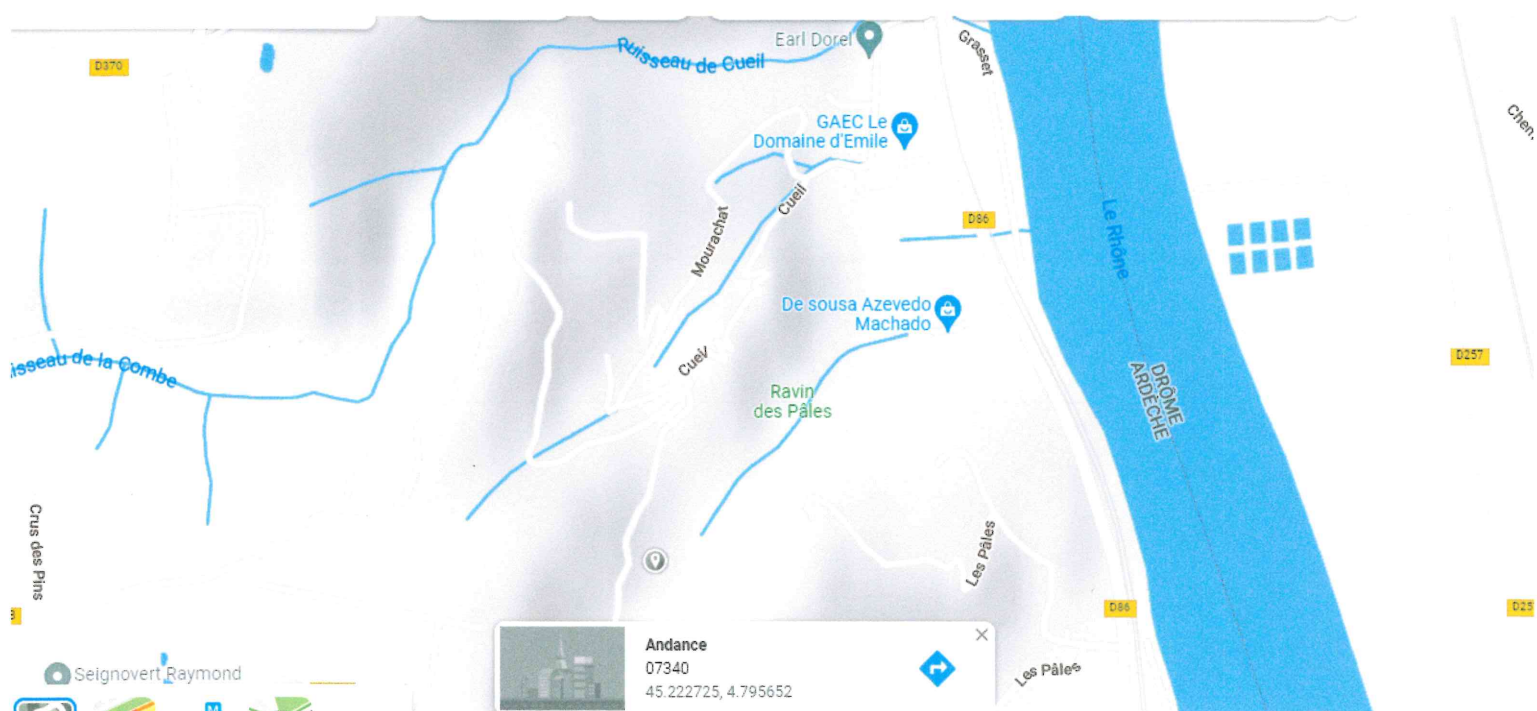 Earl Dorel
Grasset
Ruisseau de Cueil
D370
Chen.
GAEC Le
Domaine d'Emile
Cueil
Mourachat
D86
Le Rhône
De sousa Azevedo
Machado
Cueil
isseau de la Combe
D257
DRÔME
ARDÈCHE
Ravin
des Pâles
Crus des Pins
Les Pâles
D86
D25
Andance
07340
45.222725, 4.795652
Seignovert Raymond
Les Pâles
M